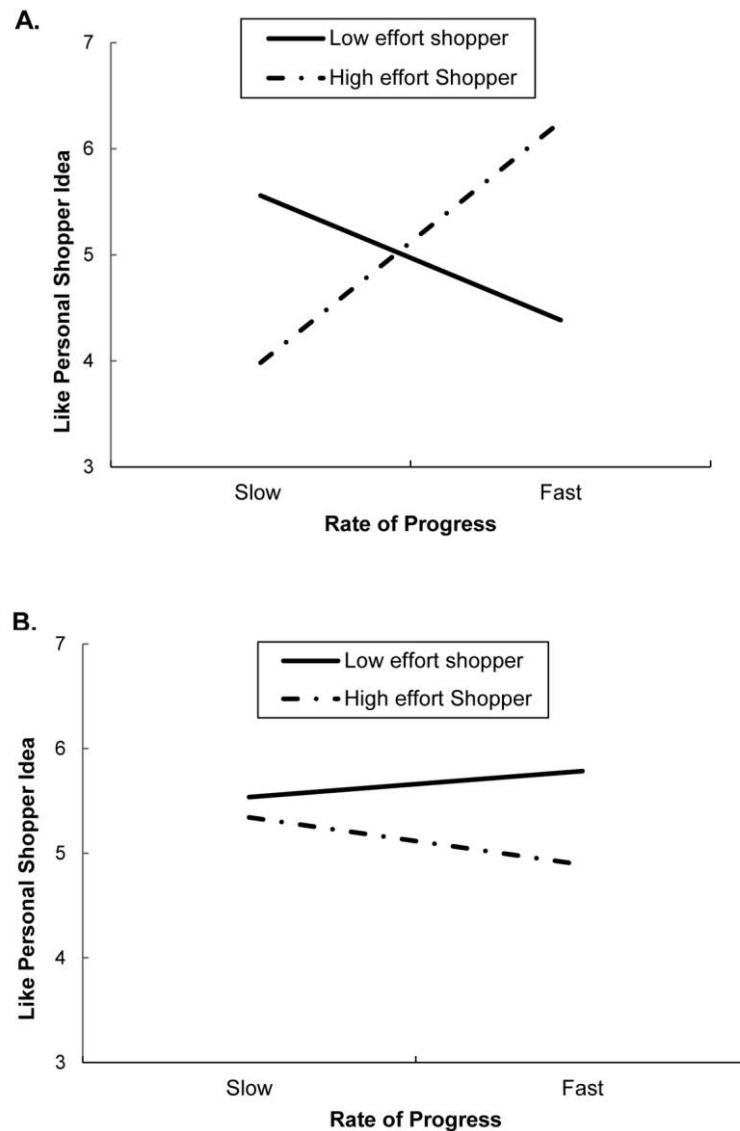 A.
7
6
5
4
3
Like Personal Shopper Idea
Low effort shopper
High effort Shopper
Slow
Fast
Rate of Progress
B.
7
6
5
4
3
Like Personal Shopper Idea
Low effort shopper
High effort Shopper
Slow
Fast
Rate of Progress